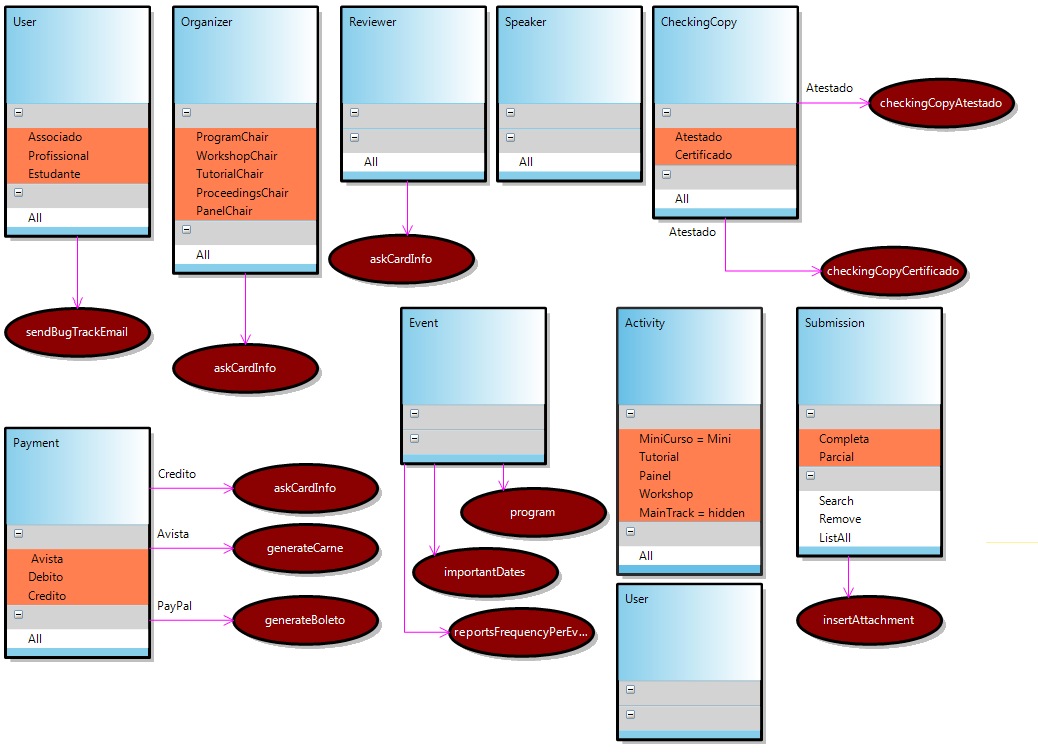 User
Associado
Profissional
Estudante
All
sendBugTrackEmail
Organizer
ProgramChair
WorkshopChair
TutorialChair
ProceedingsChair
PanelChair
All
askCardInfo
Reviewer
All
askCardInfo
Speaker
All
CheckingCopy
Atestado
Certificado
All
Atestado
checkingCopyAtestado
Atestado
checkingCopyCertificado
Payment
Avista
Debito
Credito
All
Credito
askCardInfo
Avista
generateCarne
PayPal
generateBoleto
Event
program
importantDates
reportsFrequencyPerEv...
Activity
MiniCurso = Mini
Tutorial
Painel
Workshop
MainTrack = hidden
All
User
Submission
Completa
Parcial
Search
Remove
ListAll
insertAttachment